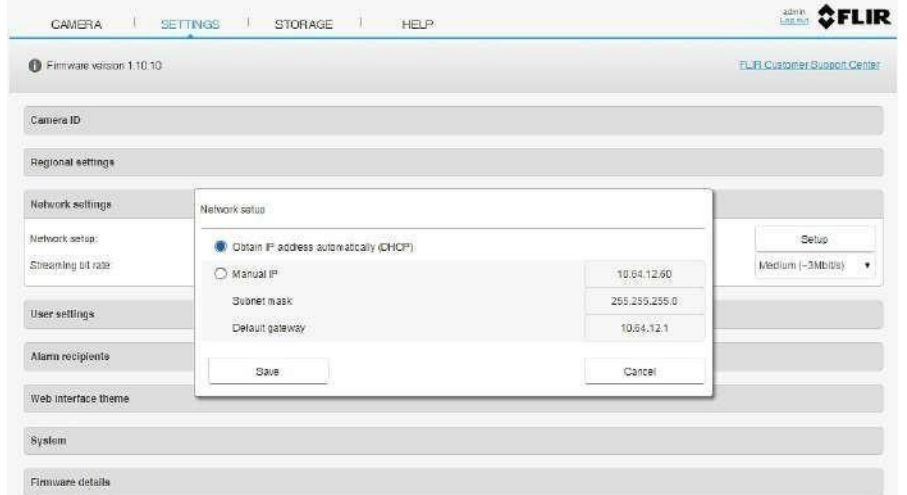 CAMERA SETTINGS STORAGE HELP
admin
Log out
FLIR
Firmware version 1.10.10
FLIR Customer Support Center
Camera ID
Regional settings
Network settings
Network setup:
Setup
Streaming bit rate:
Medium (~3Mbit/s)
Network setup
Obtain IP address automatically (DHCP)
Manual IP 10.64.12.60
Subnet mask 255.255.255.0
Default gateway 10.64.12.1
Save Cancel
User settings
Alarm recipients
Web interface theme
System
Firmware details